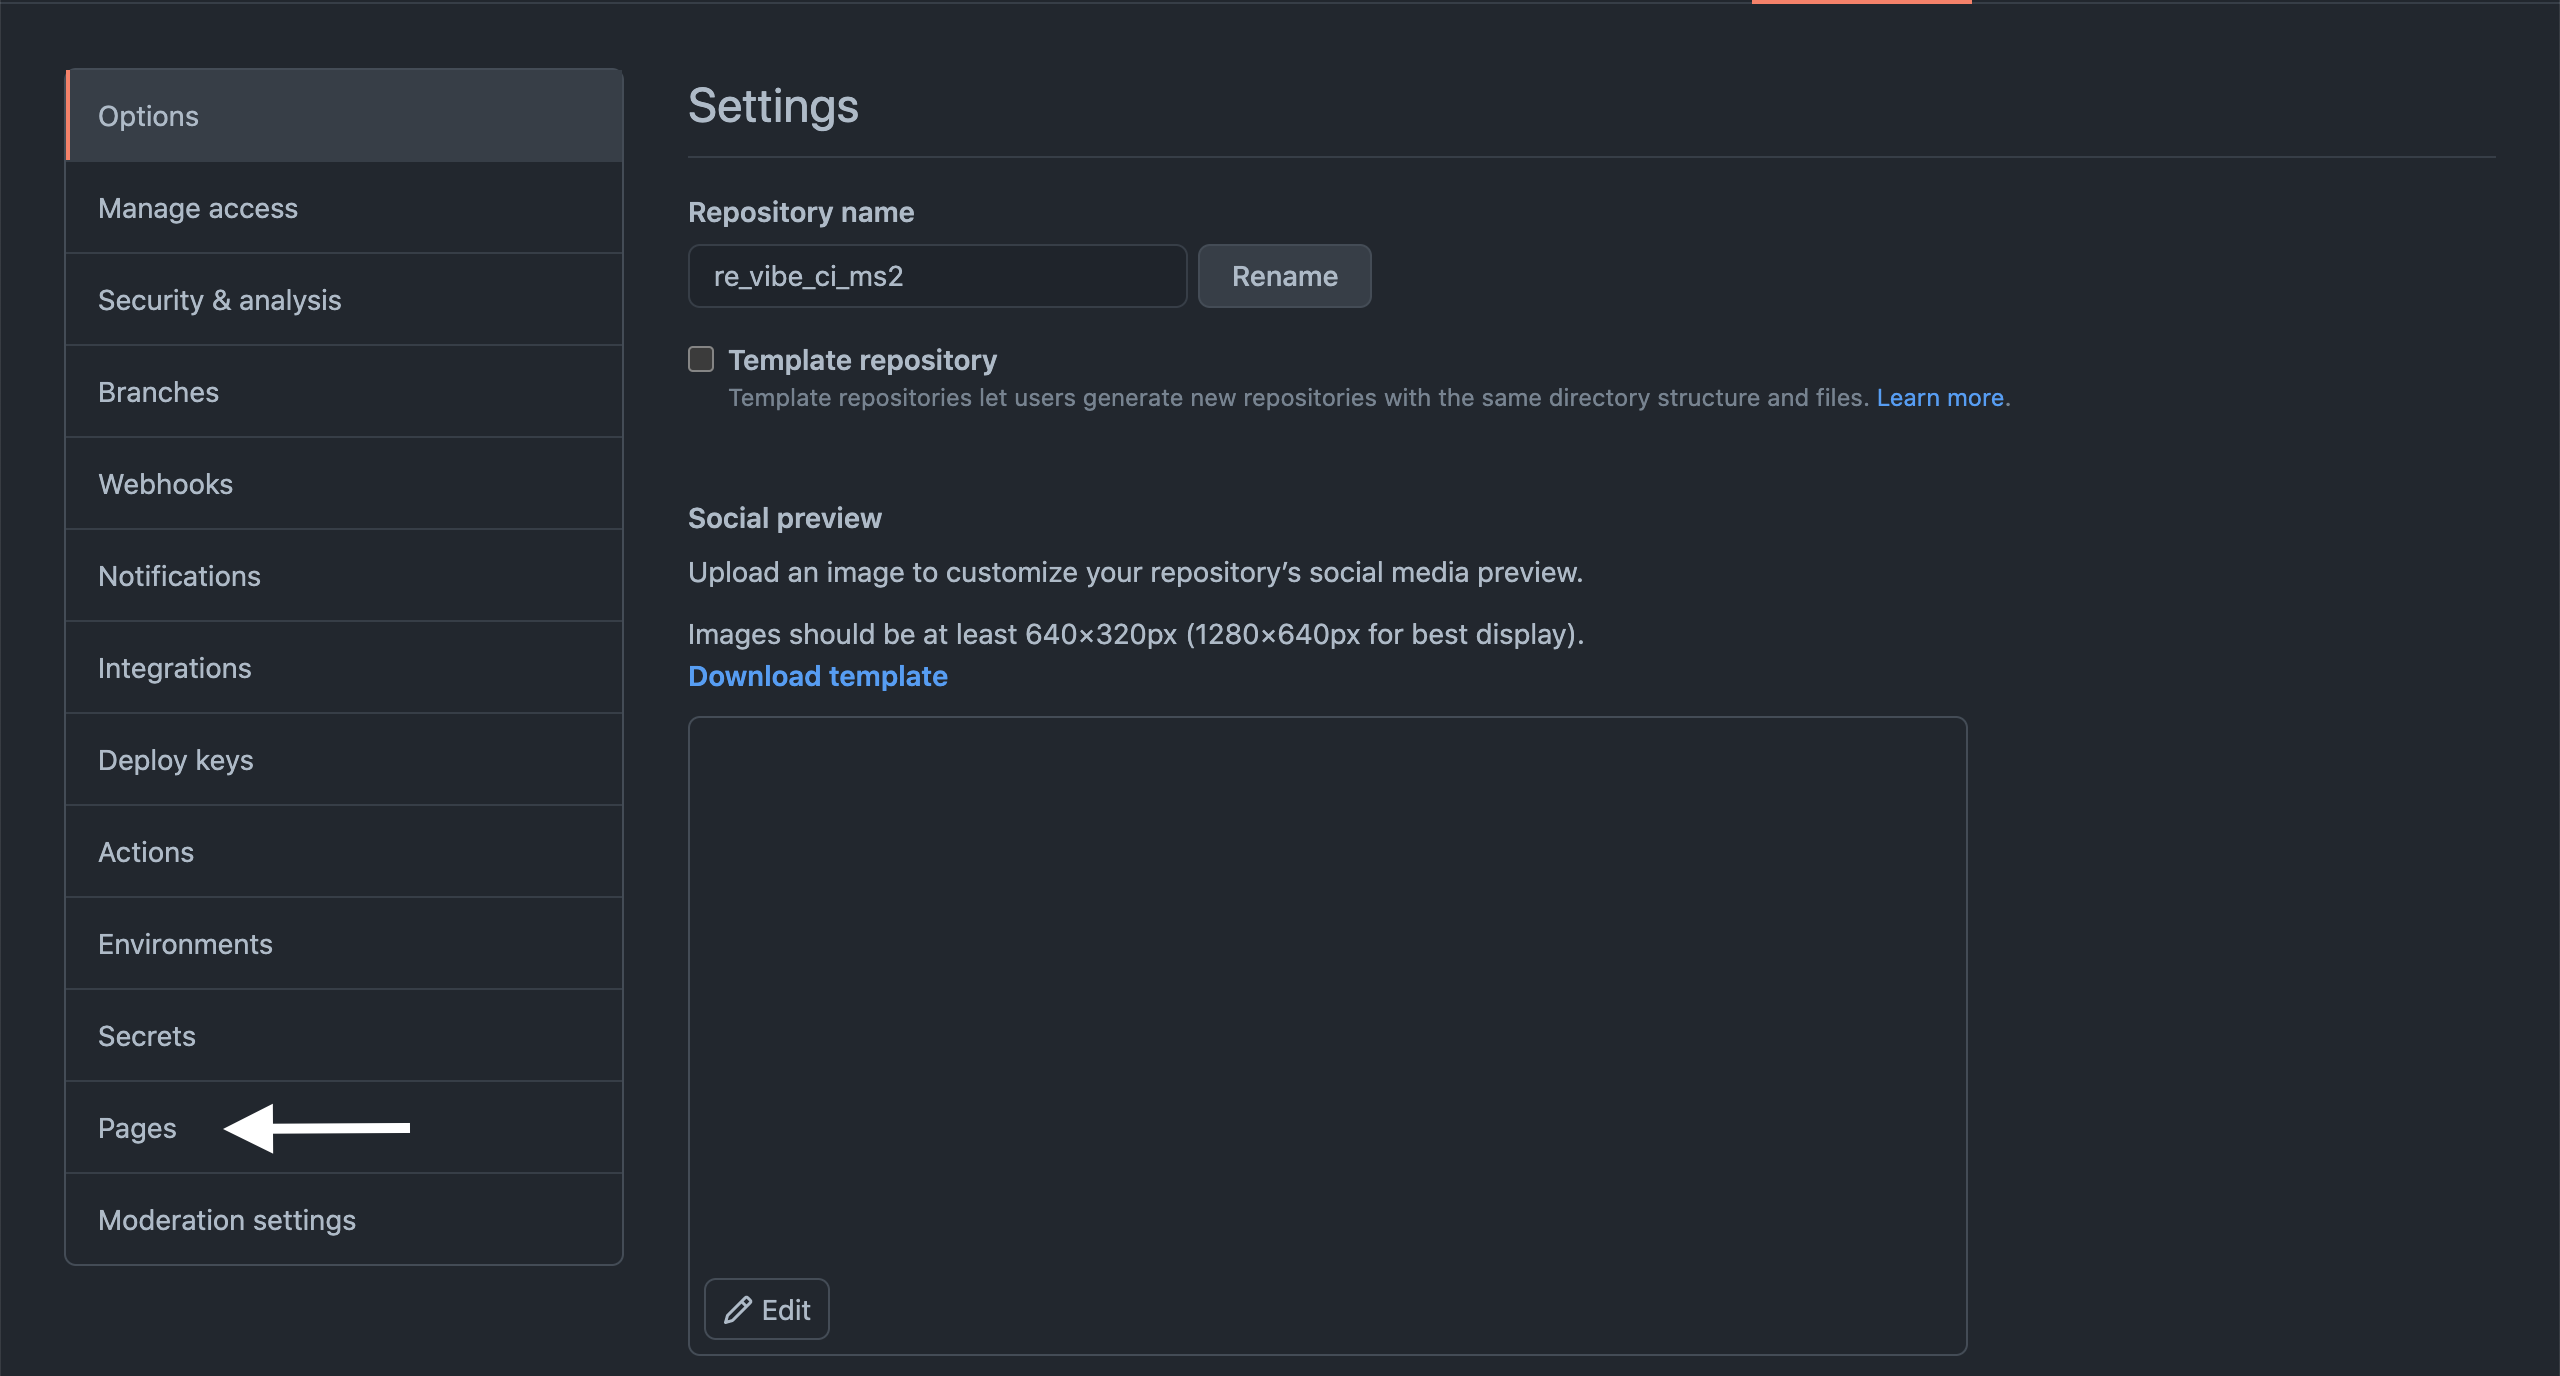 Options
Manage access
Security & analysis
Branches
Webhooks
Notifications
Integrations
Deploy keys
Actions
Environments
Secrets
Pages
Moderation settings
Settings
Repository name
re_vibe_ci_ms2
Rename
Template repository
Template repositories let users generate new repositories with the same directory structure and files. Learn more.
Social preview
Upload an image to customize your repository’s social media preview.
Images should be at least 640×320px (1280×640px for best display).
Download template
Edit